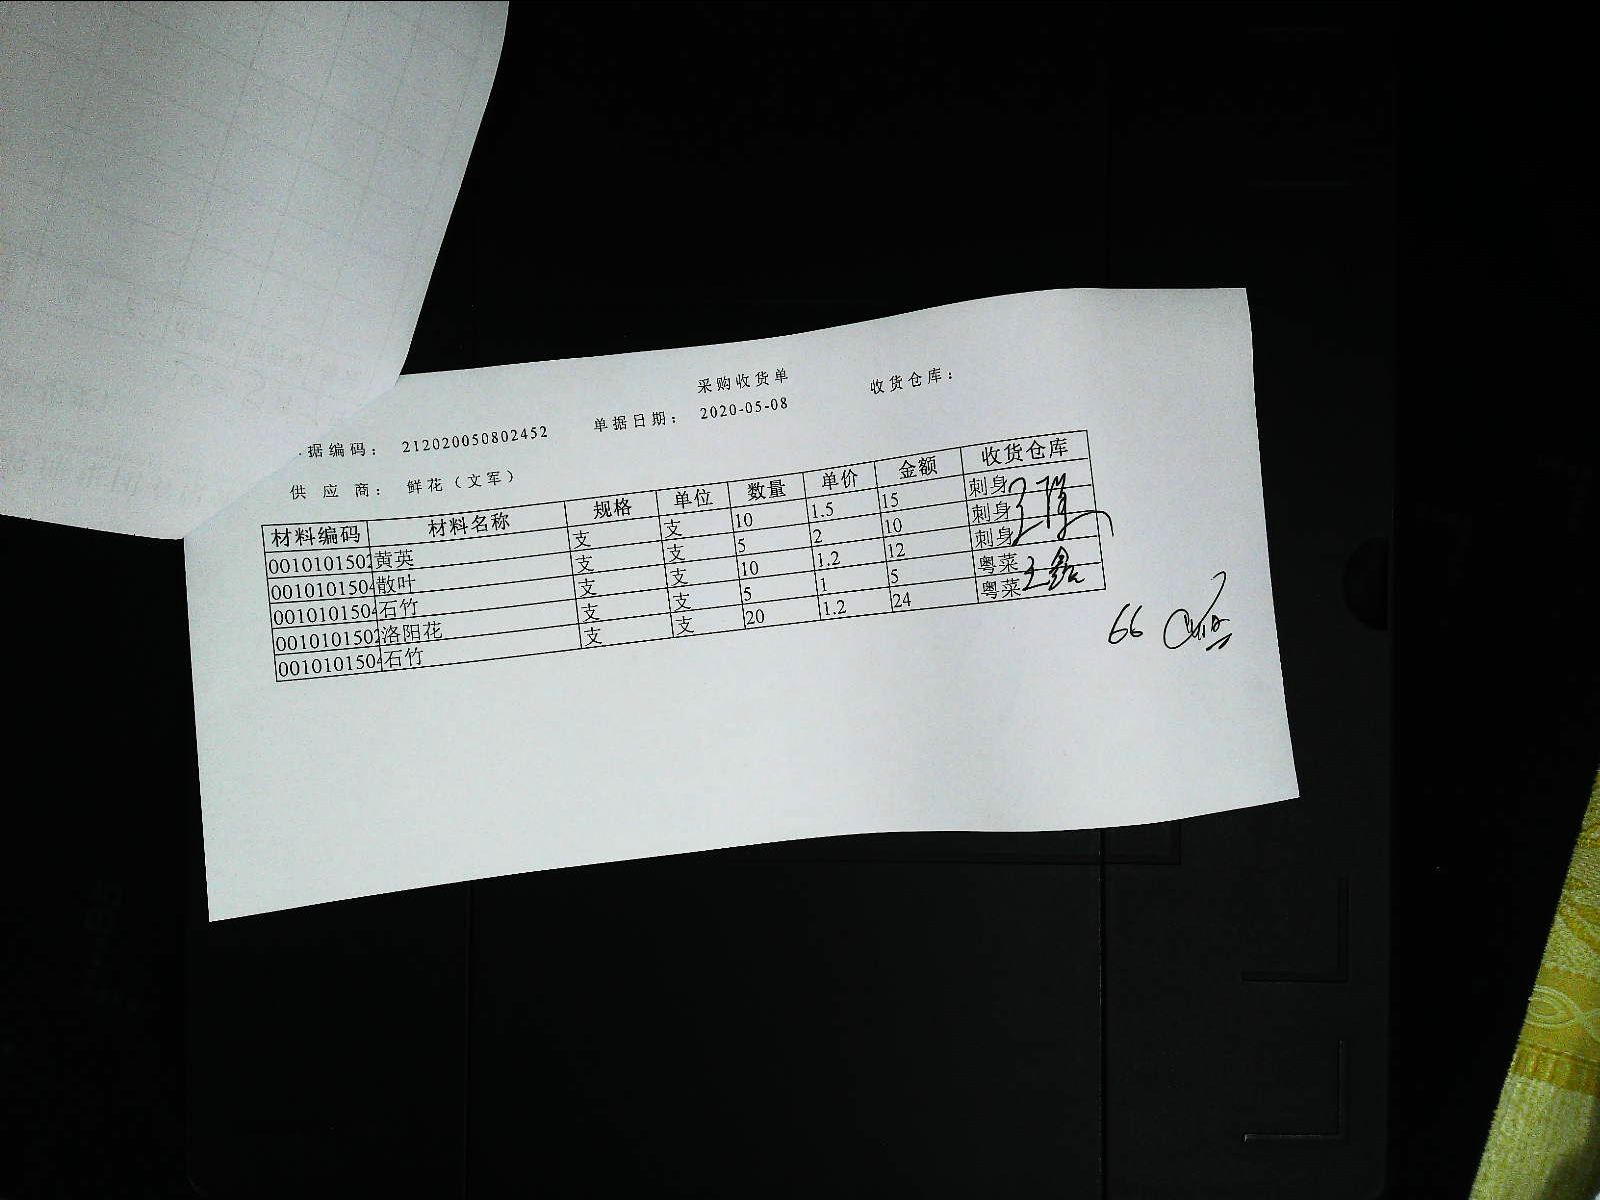 采购收货单
据编码： 212020050802452 单据日期： 2020-05-08 收货仓库：
供 应 商： 鲜花（文军）
材料编码 材料名称 规格 单位 数量 单价 金额 收货仓库
001010150 黄英 支 支 10 1.5 15 刺身
001010150 散叶 支 支 5 2 10 刺身
001010150 石竹 支 支 10 1.2 12 刺身
001010150 洛阳花 支 支 5 1 5 粤菜
001010150 石竹 支 支 20 1.2 24 粤菜
66